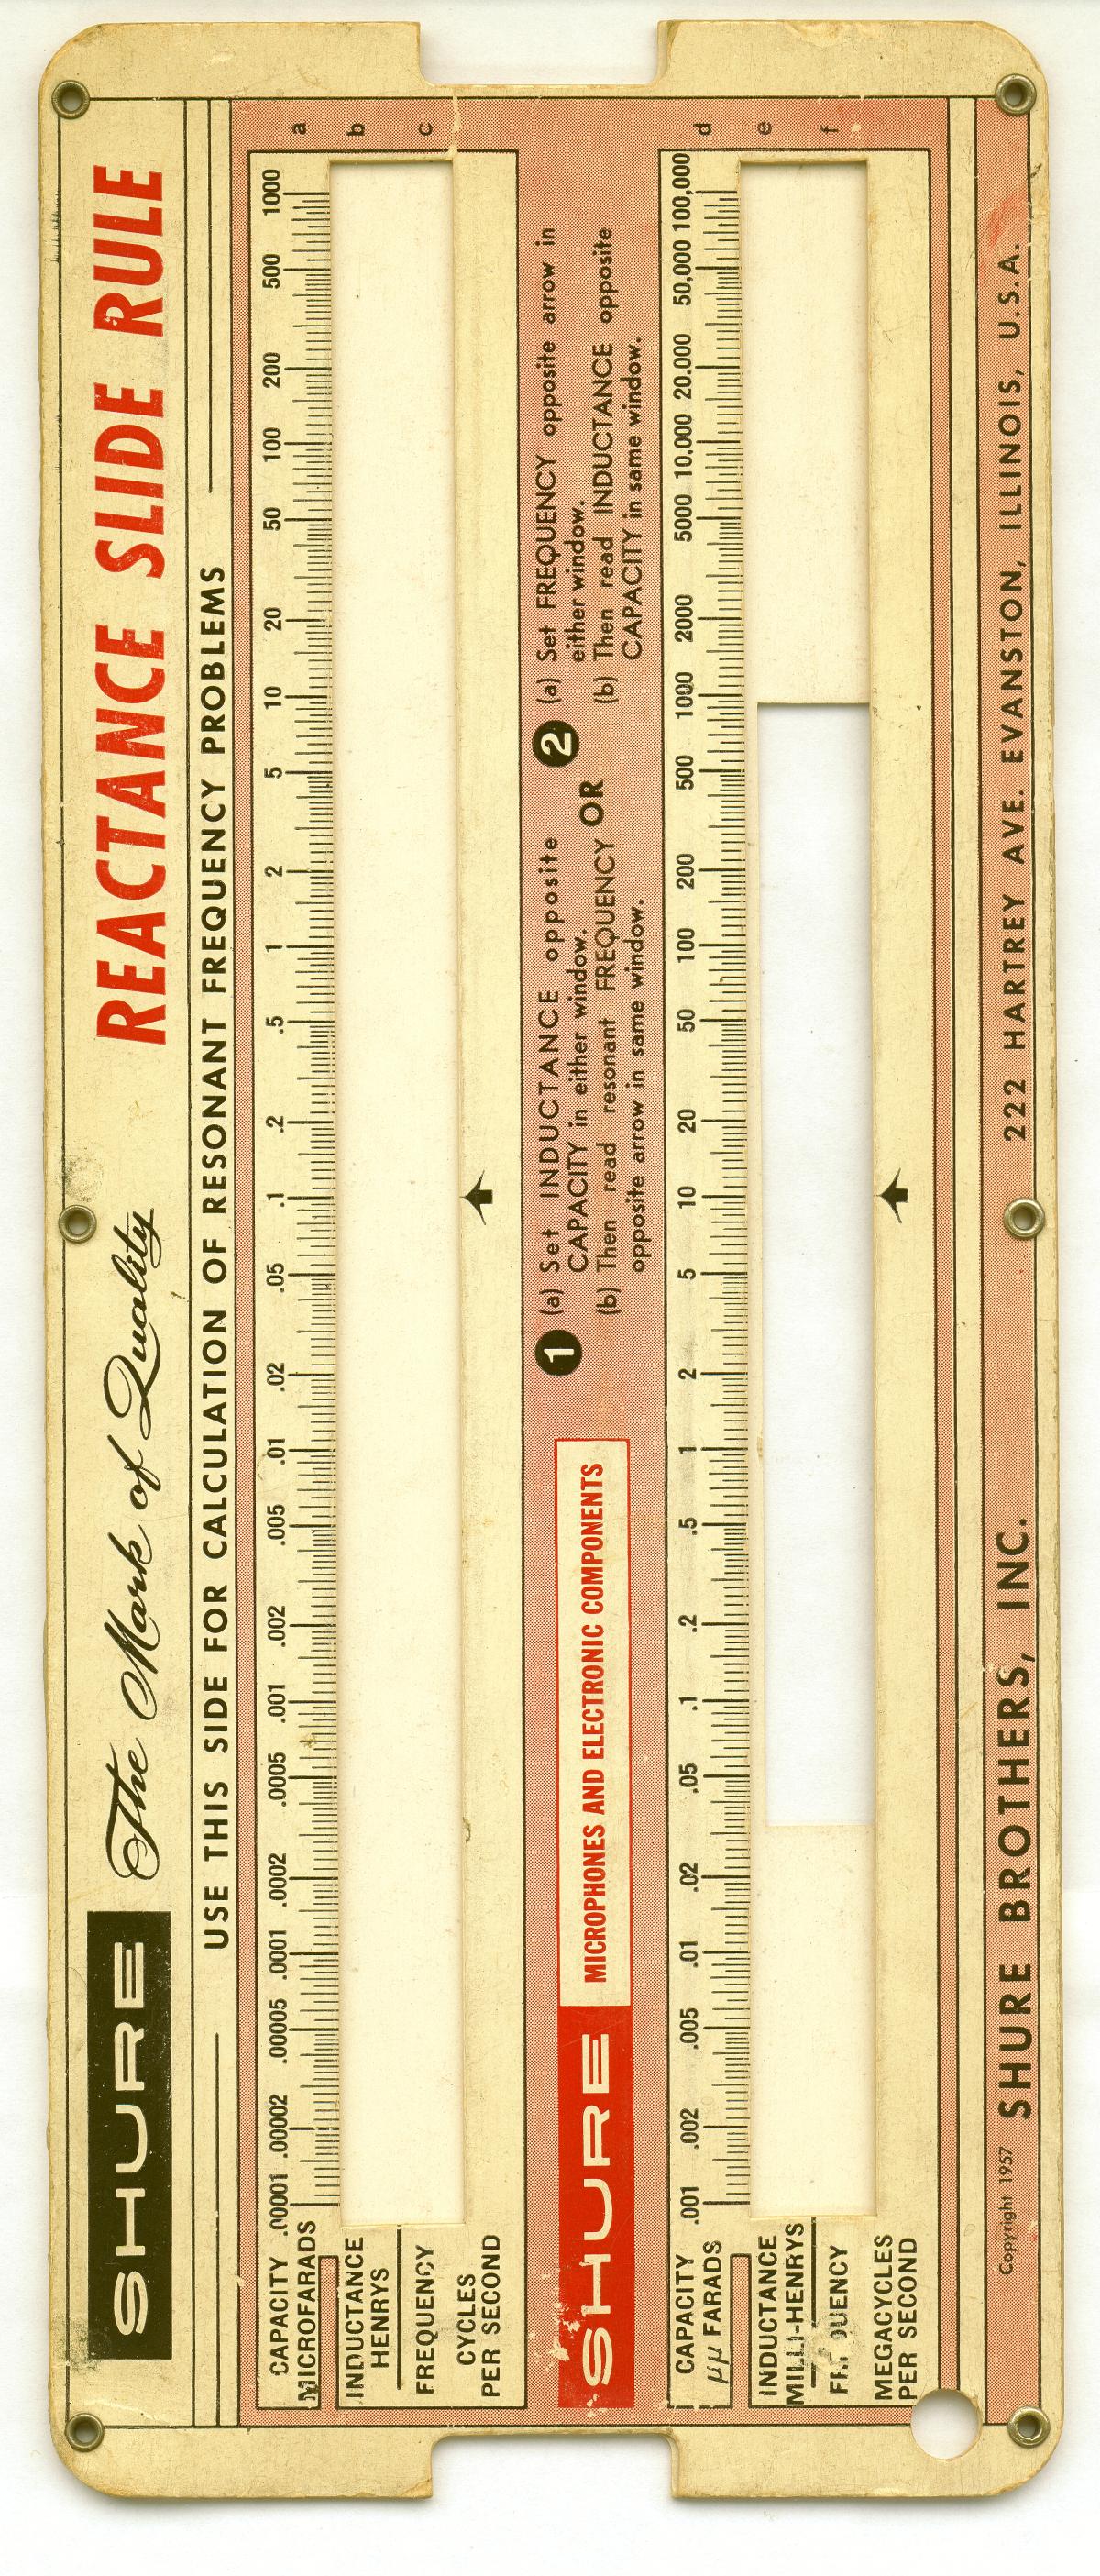 SHURE The Mark of Quality REACTANCE SLIDE RULE
USE THIS SIDE FOR CALCULATION OF RESONANT FREQUENCY PROBLEMS
CAPACITY
MICROFARADS
.00001 .00002 .00005 .0001 .0002 .0005 .001 .002 .005 .01 .02 .05 .1 .2 .5 1 2 5 10 20 50 100 200 500 1000
a
INDUCTANCE
HENRYS
b
FREQUENCY
c
CYCLES
PER SECOND
SHURE MICROPHONES AND ELECTRONIC COMPONENTS
1 (a) Set INDUCTANCE opposite
CAPACITY in either window.
(b) Then read resonant FREQUENCY
opposite arrow in same window.
OR
2 (a) Set FREQUENCY opposite arrow in
either window.
(b) Then read INDUCTANCE opposite
CAPACITY in same window.
CAPACITY
μμ FARADS
.001 .002 .005 .01 .02 .05 .1 .2 .5 1 2 5 10 20 50 100 200 500 1000 2000 5000 10.000 20.000 50,000 100,000
d
INDUCTANCE
MILLI-HENRYS
e
f
MEGACYCLES
PER SECOND
Copyright 1957 SHURE BROTHERS, INC. 222 HARTREY AVE. EVANSTON, ILLINOIS, U.S.A.